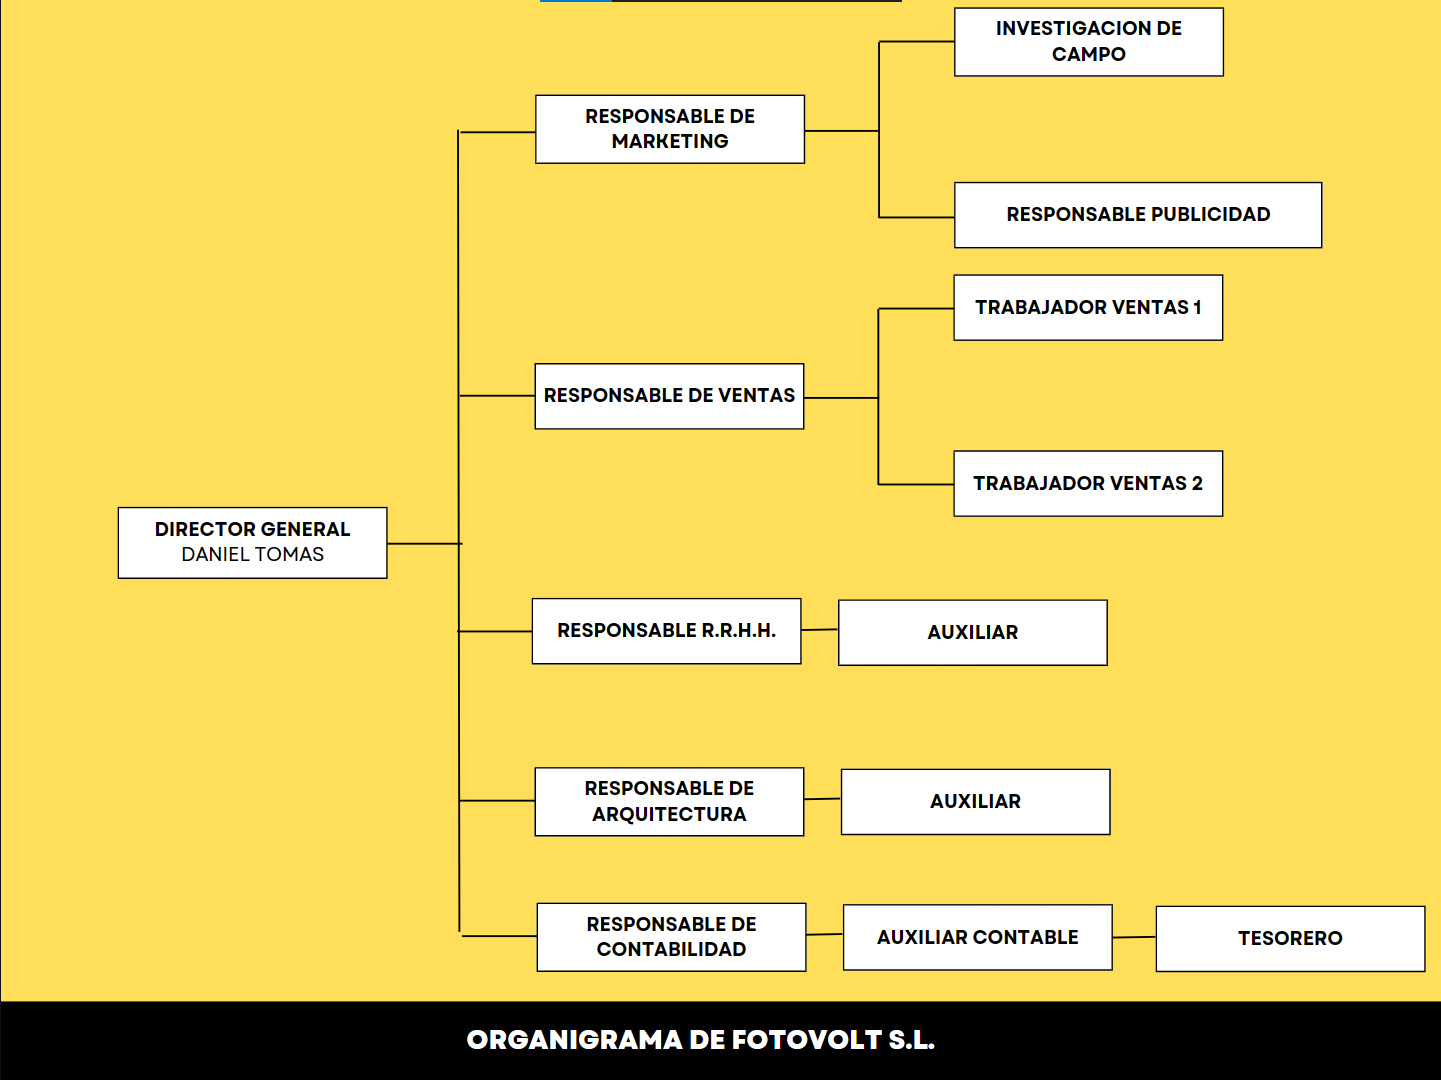 INVESTIGACION DE
CAMPO
RESPONSABLE DE
MARKETING
RESPONSABLE PUBLICIDAD
TRABAJADOR VENTAS 1
RESPONSABLE DE VENTAS
TRABAJADOR VENTAS 2
DIRECTOR GENERAL
DANIEL TOMAS
RESPONSABLE R.R.H.H.
AUXILIAR
RESPONSABLE DE
ARQUITECTURA
AUXILIAR
RESPONSABLE DE
CONTABILIDAD
AUXILIAR CONTABLE
TESORERO
ORGANIGRAMA DE FOTOVOLT S.L.